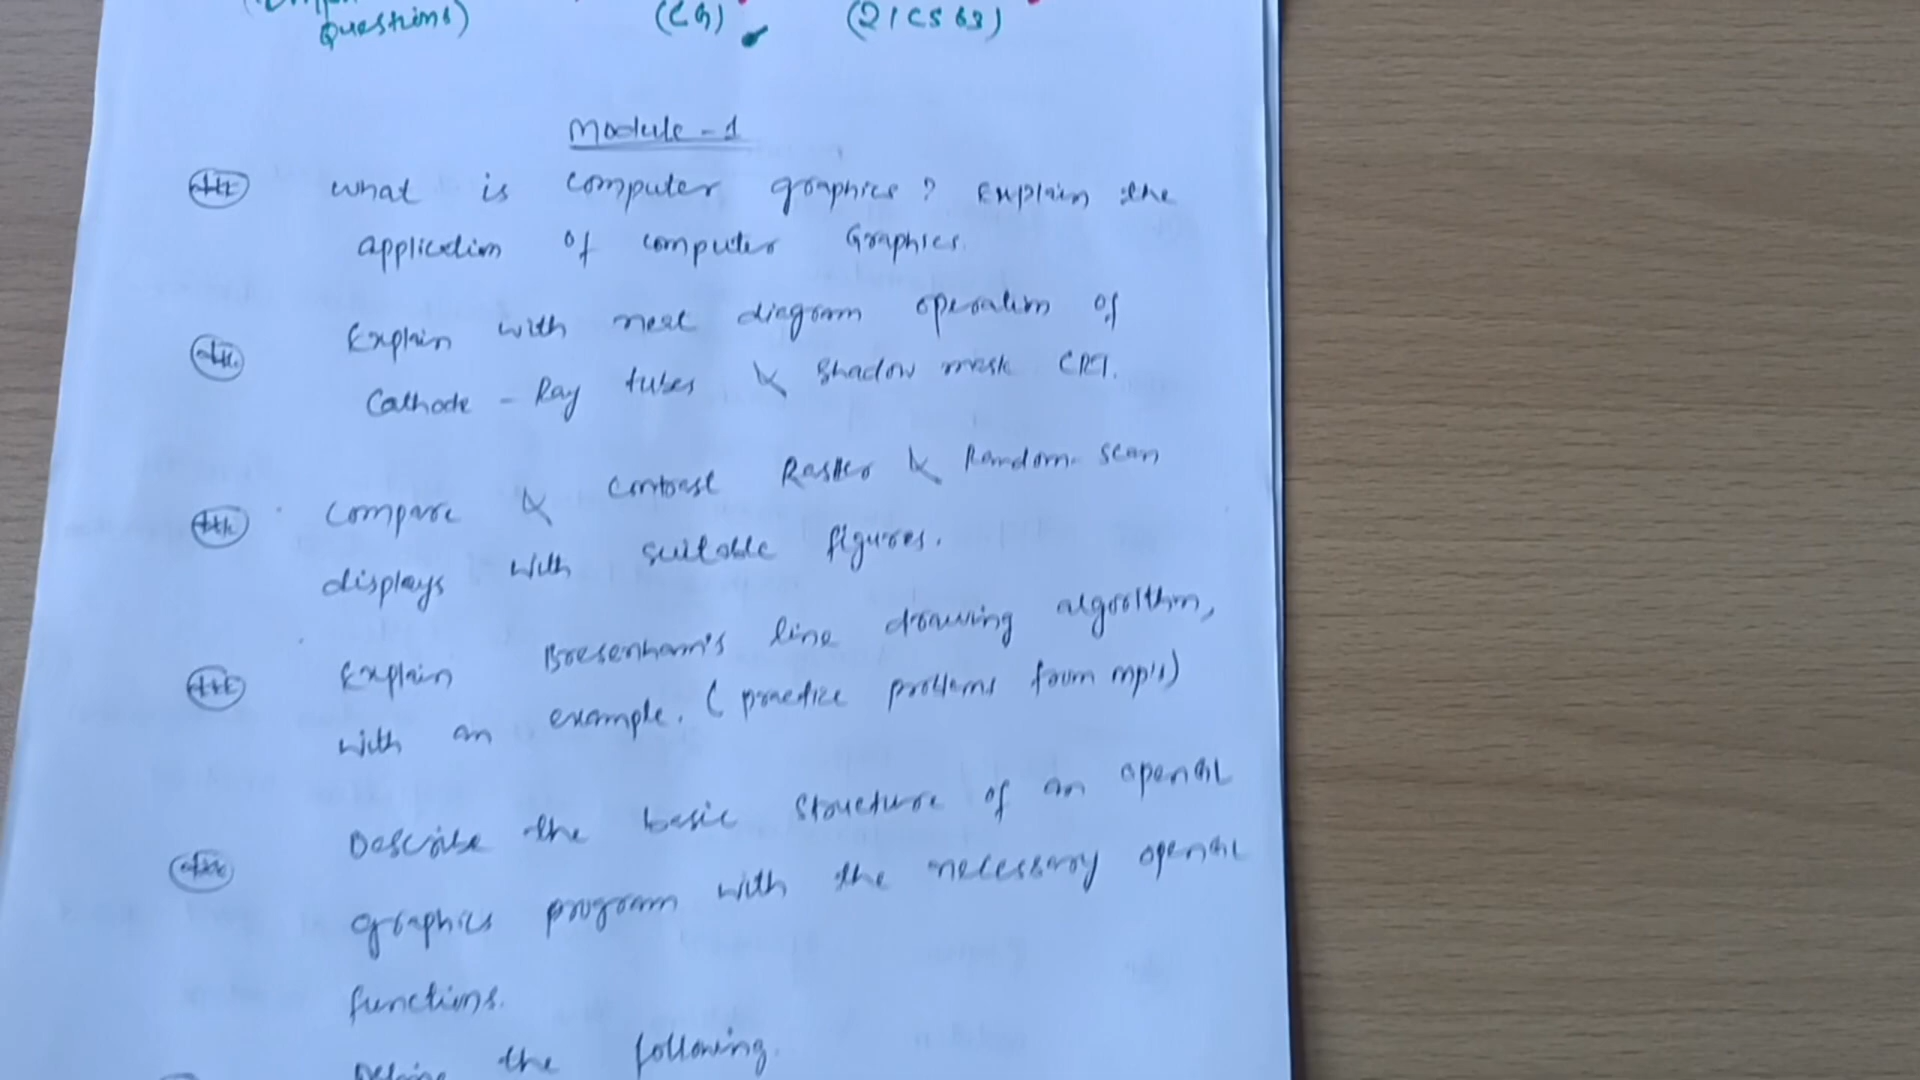 Questions) (CG) (21CS63)
Module - 1
What is computer graphics? Explain the
application of computer Graphics.
Explain with neat diagram operation of
Cathode - Ray tubes & Shadow mask CRT.
Compare & contrast Raster & Random-scan
displays with suitable figures.
Explain Bresenham's line drawing algorithm,
with an example. (practice problems from mp's)
Describe the basic structure of an openGL
graphics program with the necessary openGL
functions.
Define the following.